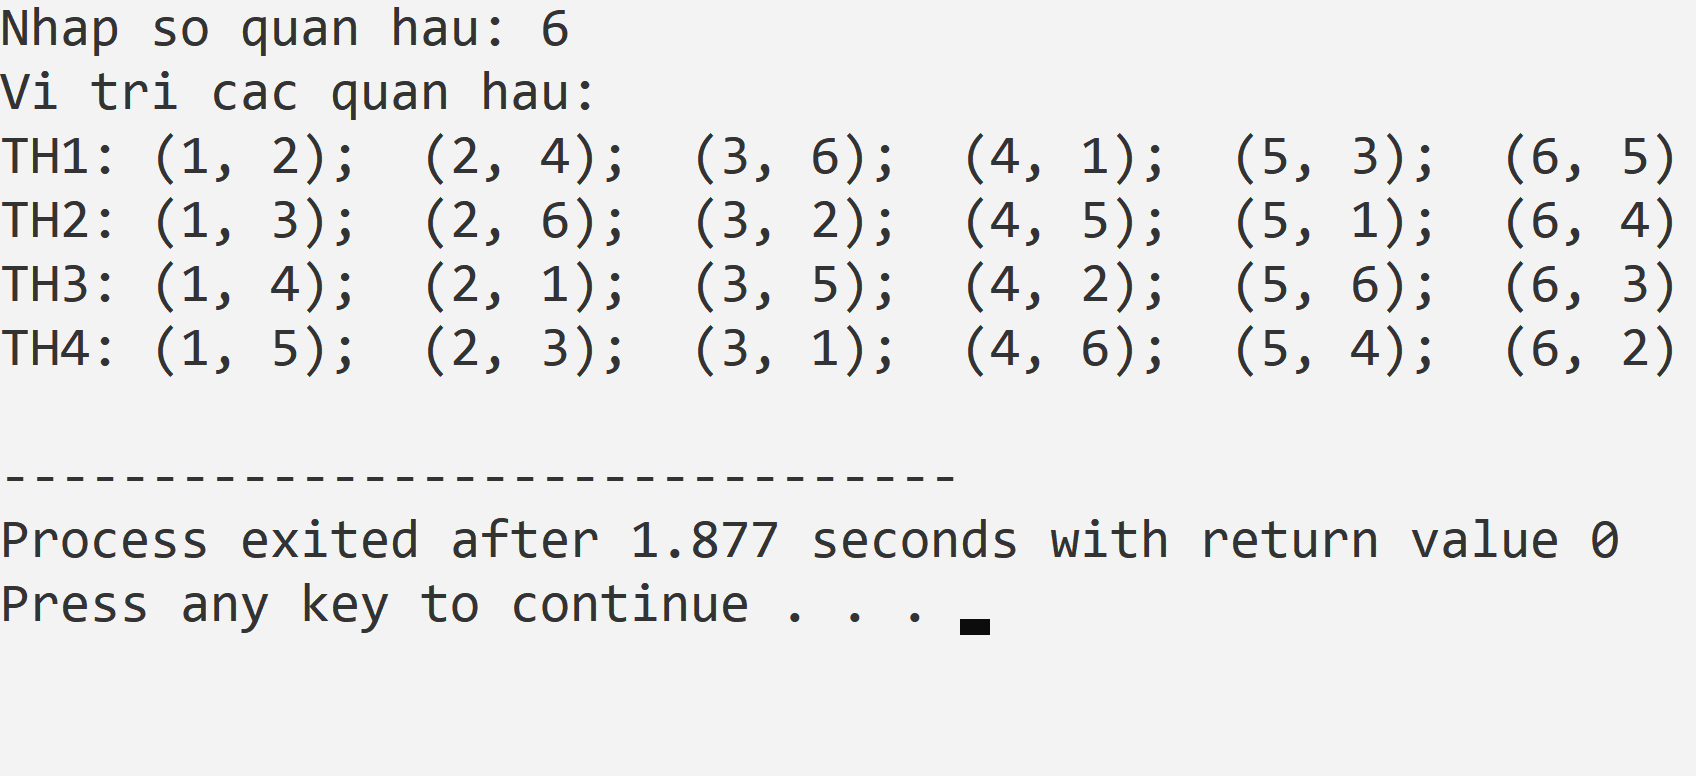 Nhap so quan hau: 6
Vi tri cac quan hau:
TH1: (1, 2);  (2, 4);  (3, 6);  (4, 1);  (5, 3);  (6, 5)
TH2: (1, 3);  (2, 6);  (3, 2);  (4, 5);  (5, 1);  (6, 4)
TH3: (1, 4);  (2, 1);  (3, 5);  (4, 2);  (5, 6);  (6, 3)
TH4: (1, 5);  (2, 3);  (3, 1);  (4, 6);  (5, 4);  (6, 2)
--------------------------------
Process exited after 1.877 seconds with return value 0
Press any key to continue . . .